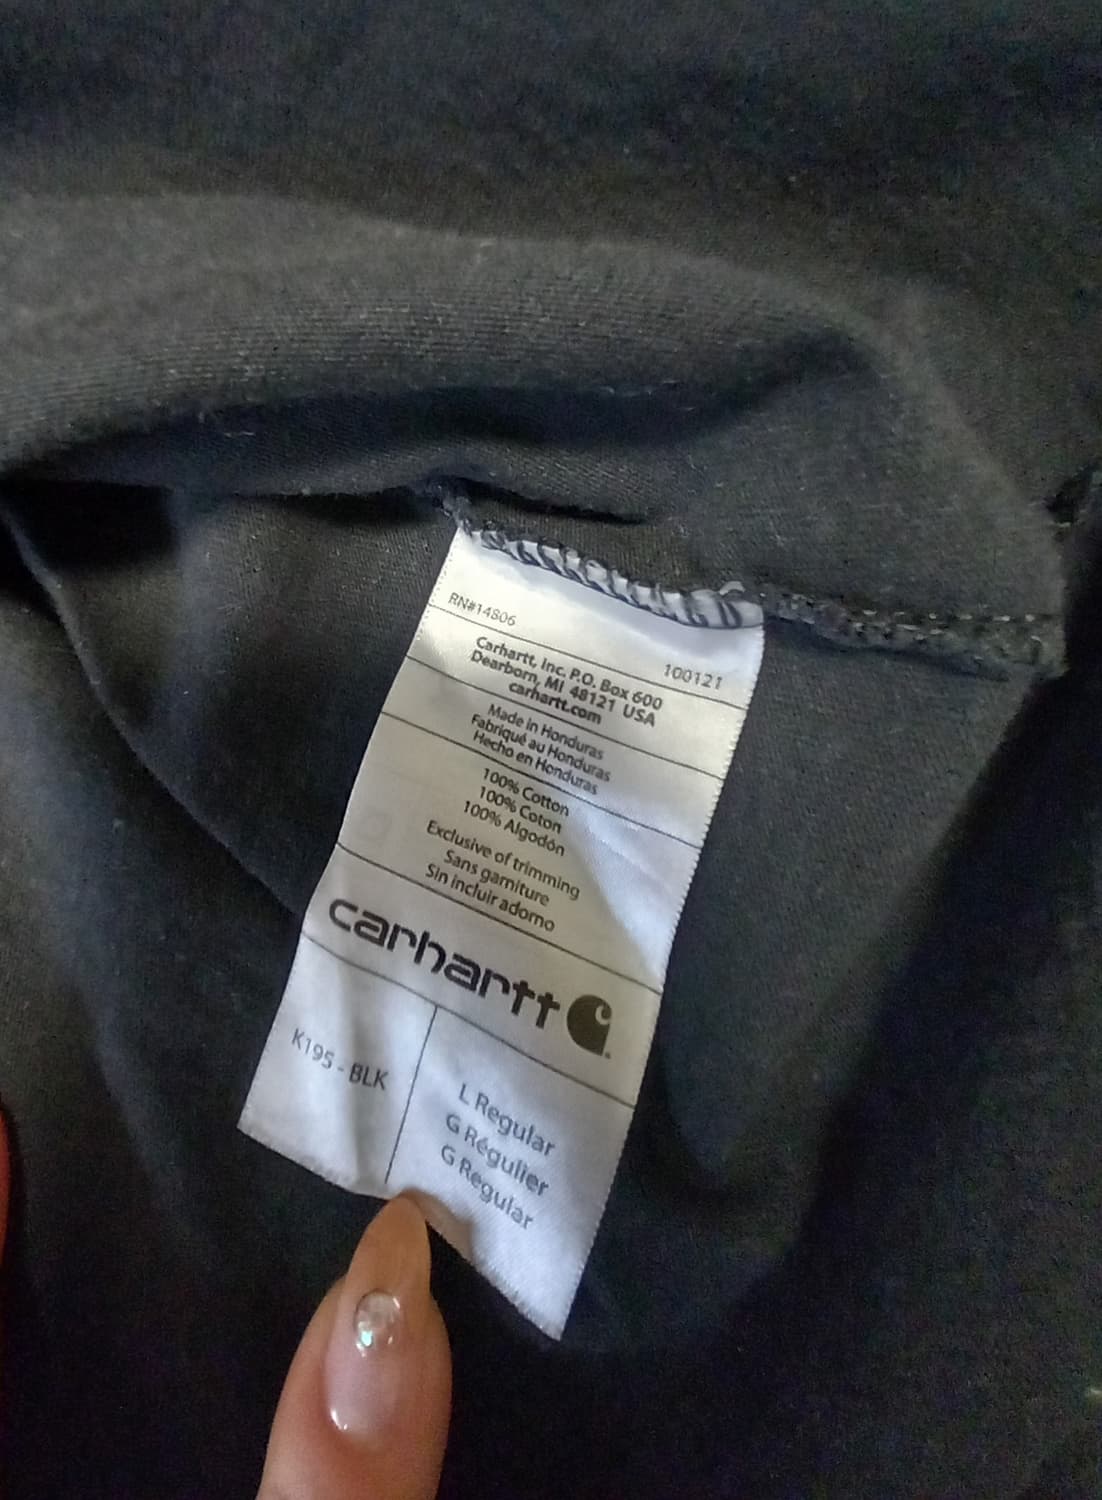 RN#14806
100121
Carhartt, Inc. P.O. Box 600
Dearborn, MI 48121 USA
carhartt.com
Made in Honduras
Fabriqué au Honduras
Hecho en Honduras
100% Cotton
100% Coton
100% Algodón
Exclusive of trimming
Sans garniture
Sin incluir adorno
carhartt
K195 - BLK
L Regular
G Régulier
G Regular